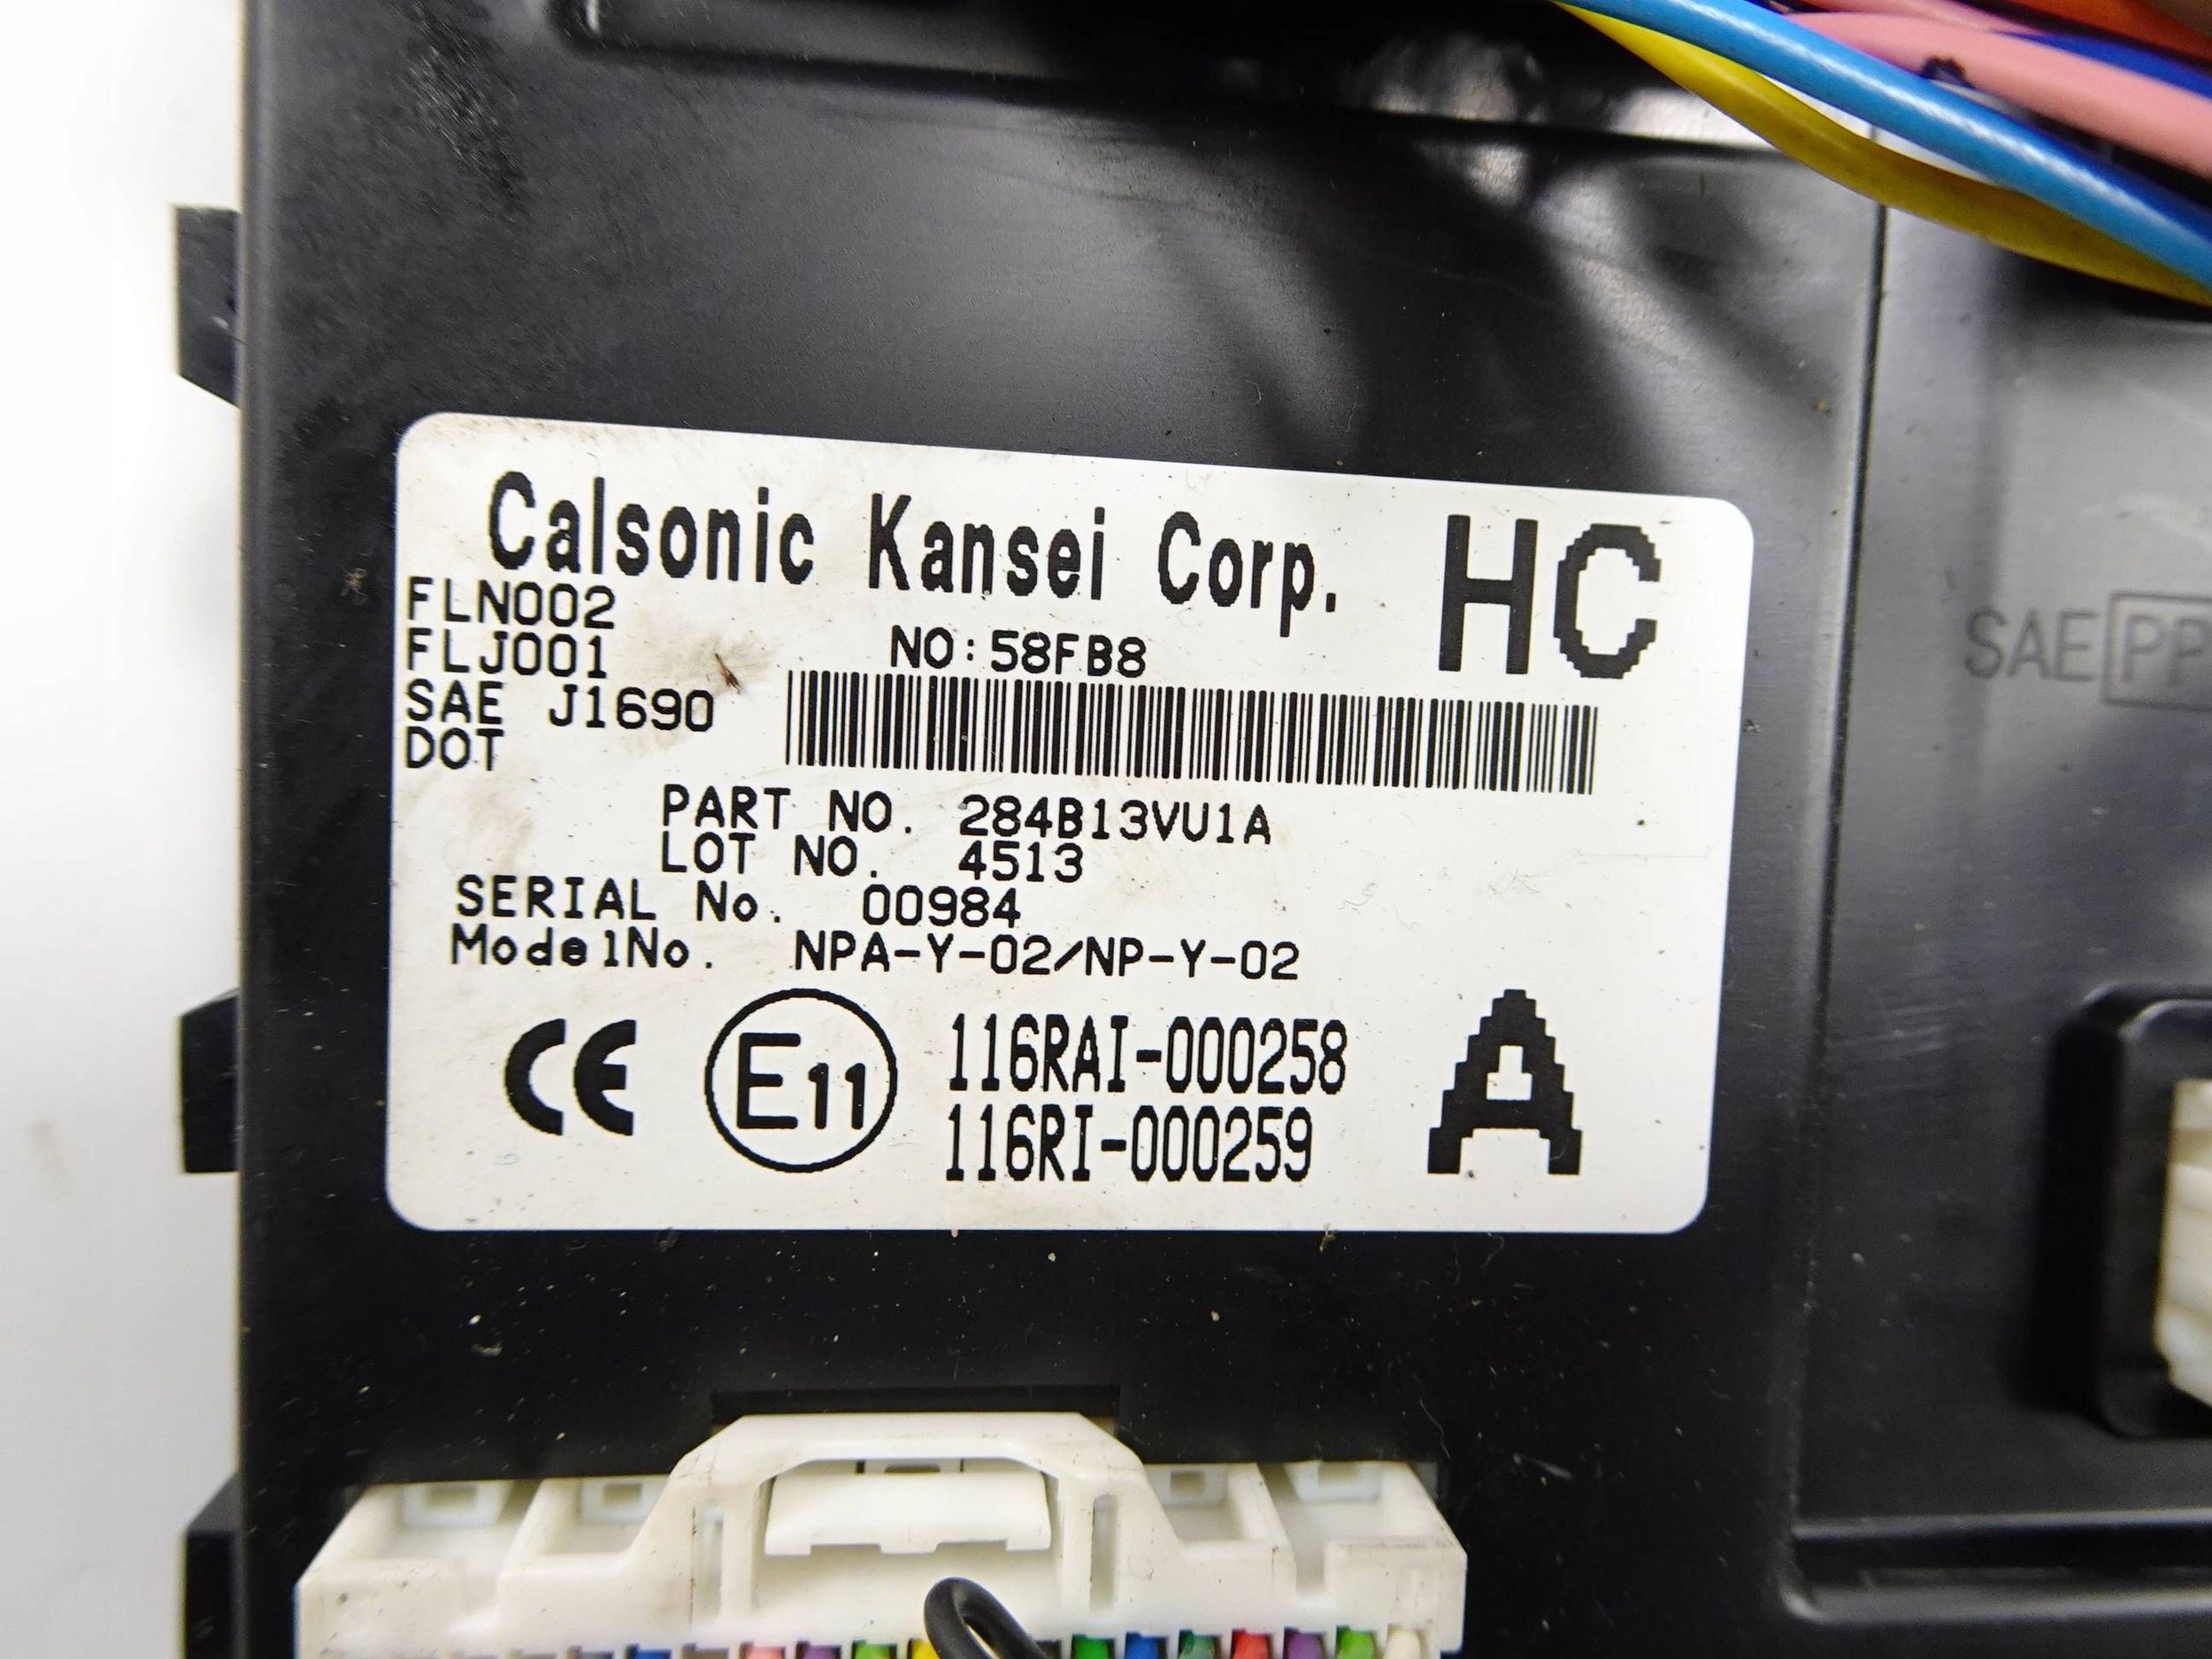 Calsonic Kansei Corp. HC
FLN002
FLJ001 NO:58FB8
SAE J1690
DOT
PART NO. 284B13VU1A
LOT NO. 4513
SERIAL No. 00984
ModelNo. NPA-Y-02/NP-Y-02
CE E11 116RAI-000258 A
116RI-000259
SAE PP